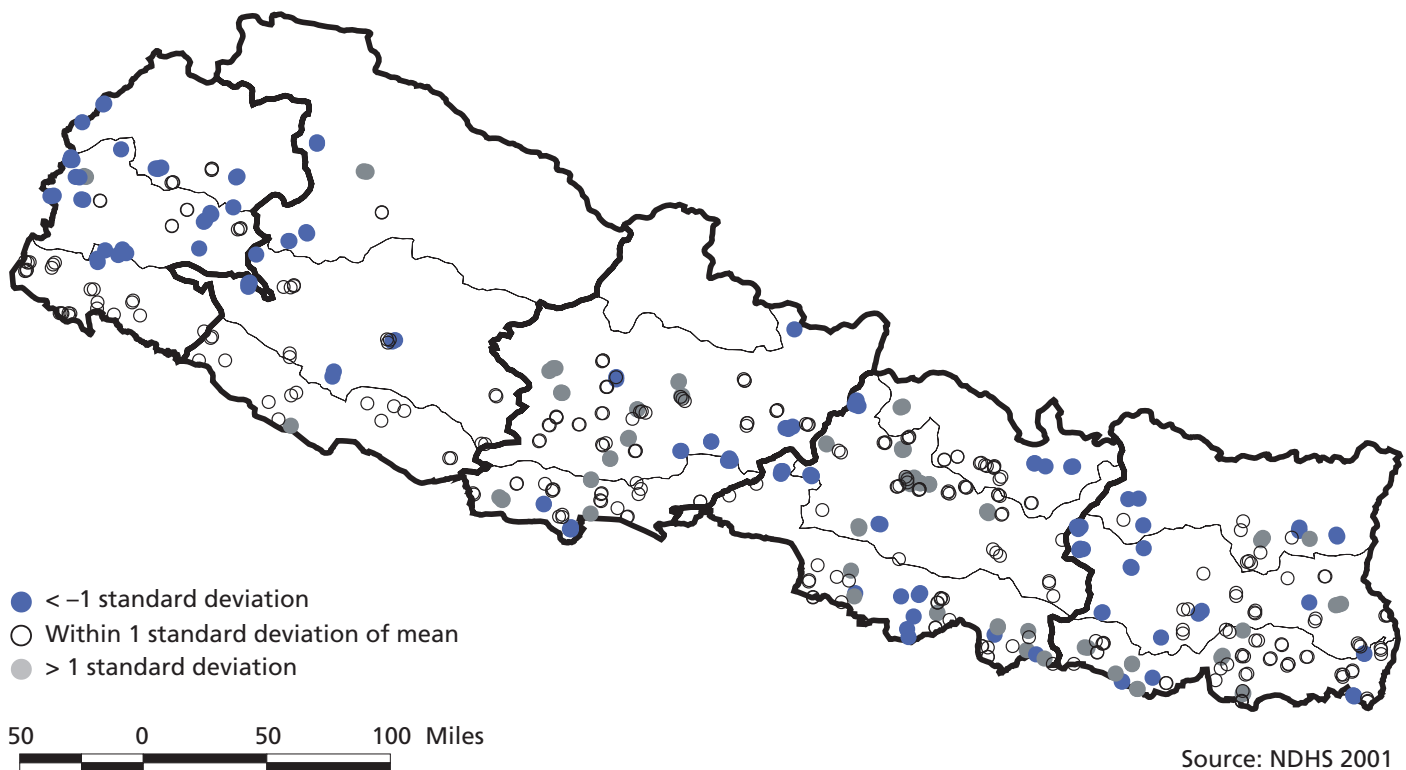 < –1 standard deviation
Within 1 standard deviation of mean
> 1 standard deviation
50 0 50 100 Miles
Source: NDHS 2001